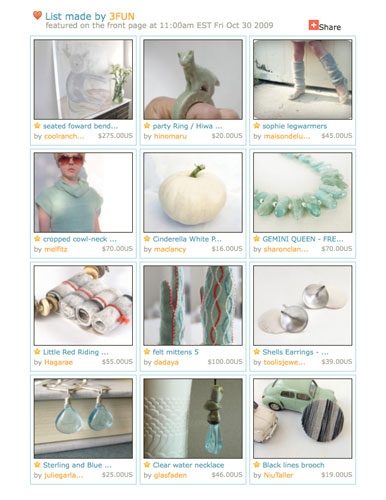 List made by 3FUN
featured on the front page at 11:00am EST Fri Oct 30 2009
Share
seated foward bend...
by coolranch... $275.00US
party Ring / Hiwa ...
by hinomaru $20.00US
sophie legwarmers
by maisondelu... $45.00US
cropped cowl-neck ...
by melfitz $70.00US
Cinderella White P...
by maclancy $16.00US
GEMINI QUEEN - FRE...
by sharonclan... $70.00US
Little Red Riding ...
by Hagarae $55.00US
felt mittens 5
by dadaya $100.00US
Shells Earrings - ...
by toolisjewe... $39.00US
Sterling and Blue ...
by juliegarla... $25.00US
Clear water necklace
by glasfaden $46.00US
Black lines brooch
by NiuTaller $19.00US